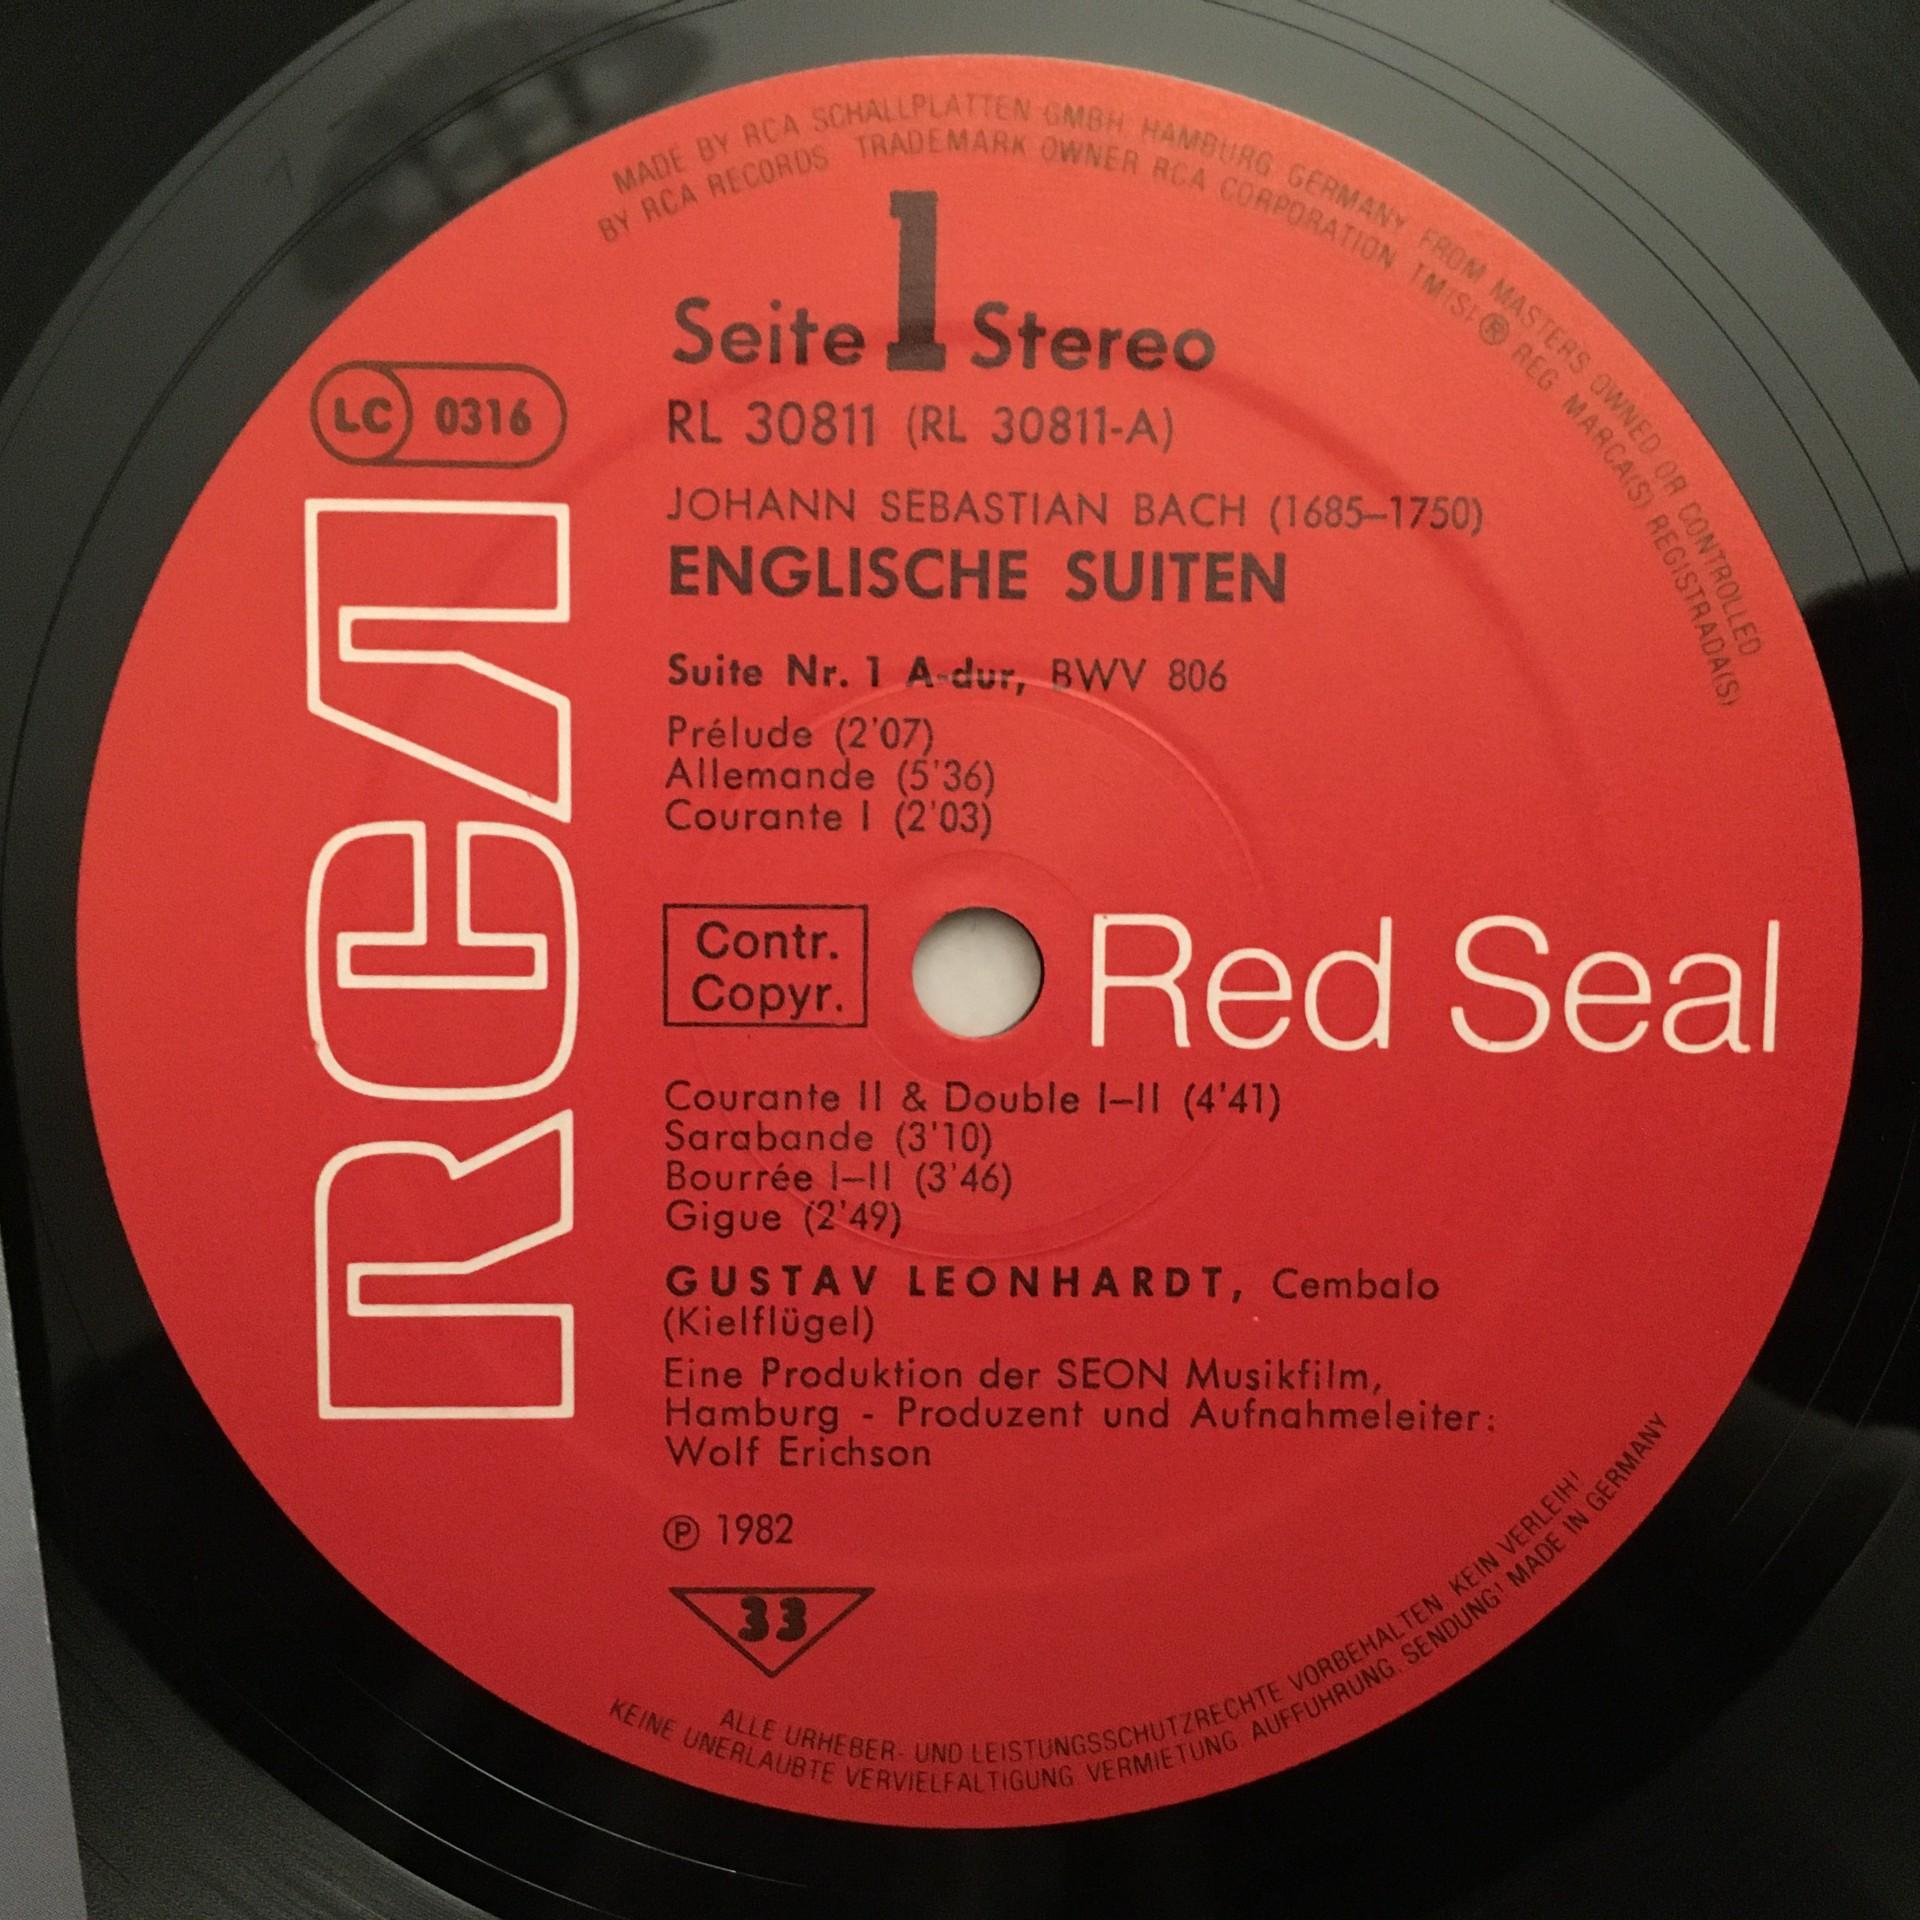 MADE BY RCA SCHALLPLATTEN GMBH HAMBURG GERMANY FROM MASTERS OWNED OR CONTROLLED
BY RCA RECORDS TRADEMARK OWNER RCA CORPORATION TM(S) ® REG. MARCA(S) REGISTRADA(S)
Seite 1 Stereo
LC 0316
RL 30811 (RL 30811-A)
JOHANN SEBASTIAN BACH (1685–1750)
ENGLISCHE SUITEN
Suite Nr. 1 A-dur, BWV 806
Prélude (2'07)
Allemande (5'36)
Courante I (2'03)
RCA
Contr.
Copyr.
Red Seal
Courante II & Double I–II (4'41)
Sarabande (3'10)
Bourrée I–II (3'46)
Gigue (2'49)
GUSTAV LEONHARDT, Cembalo
(Kielflügel)
Eine Produktion der SEON Musikfilm,
Hamburg - Produzent und Aufnahmeleiter:
Wolf Erichson
℗ 1982
33
ALLE URHEBER- UND LEISTUNGSSCHUTZRECHTE VORBEHALTEN. KEIN VERLEIH!
KEINE UNERLAUBTE VERVIELFÄLTIGUNG. VERMIETUNG. AUFFÜHRUNG. SENDUNG! MADE IN GERMANY